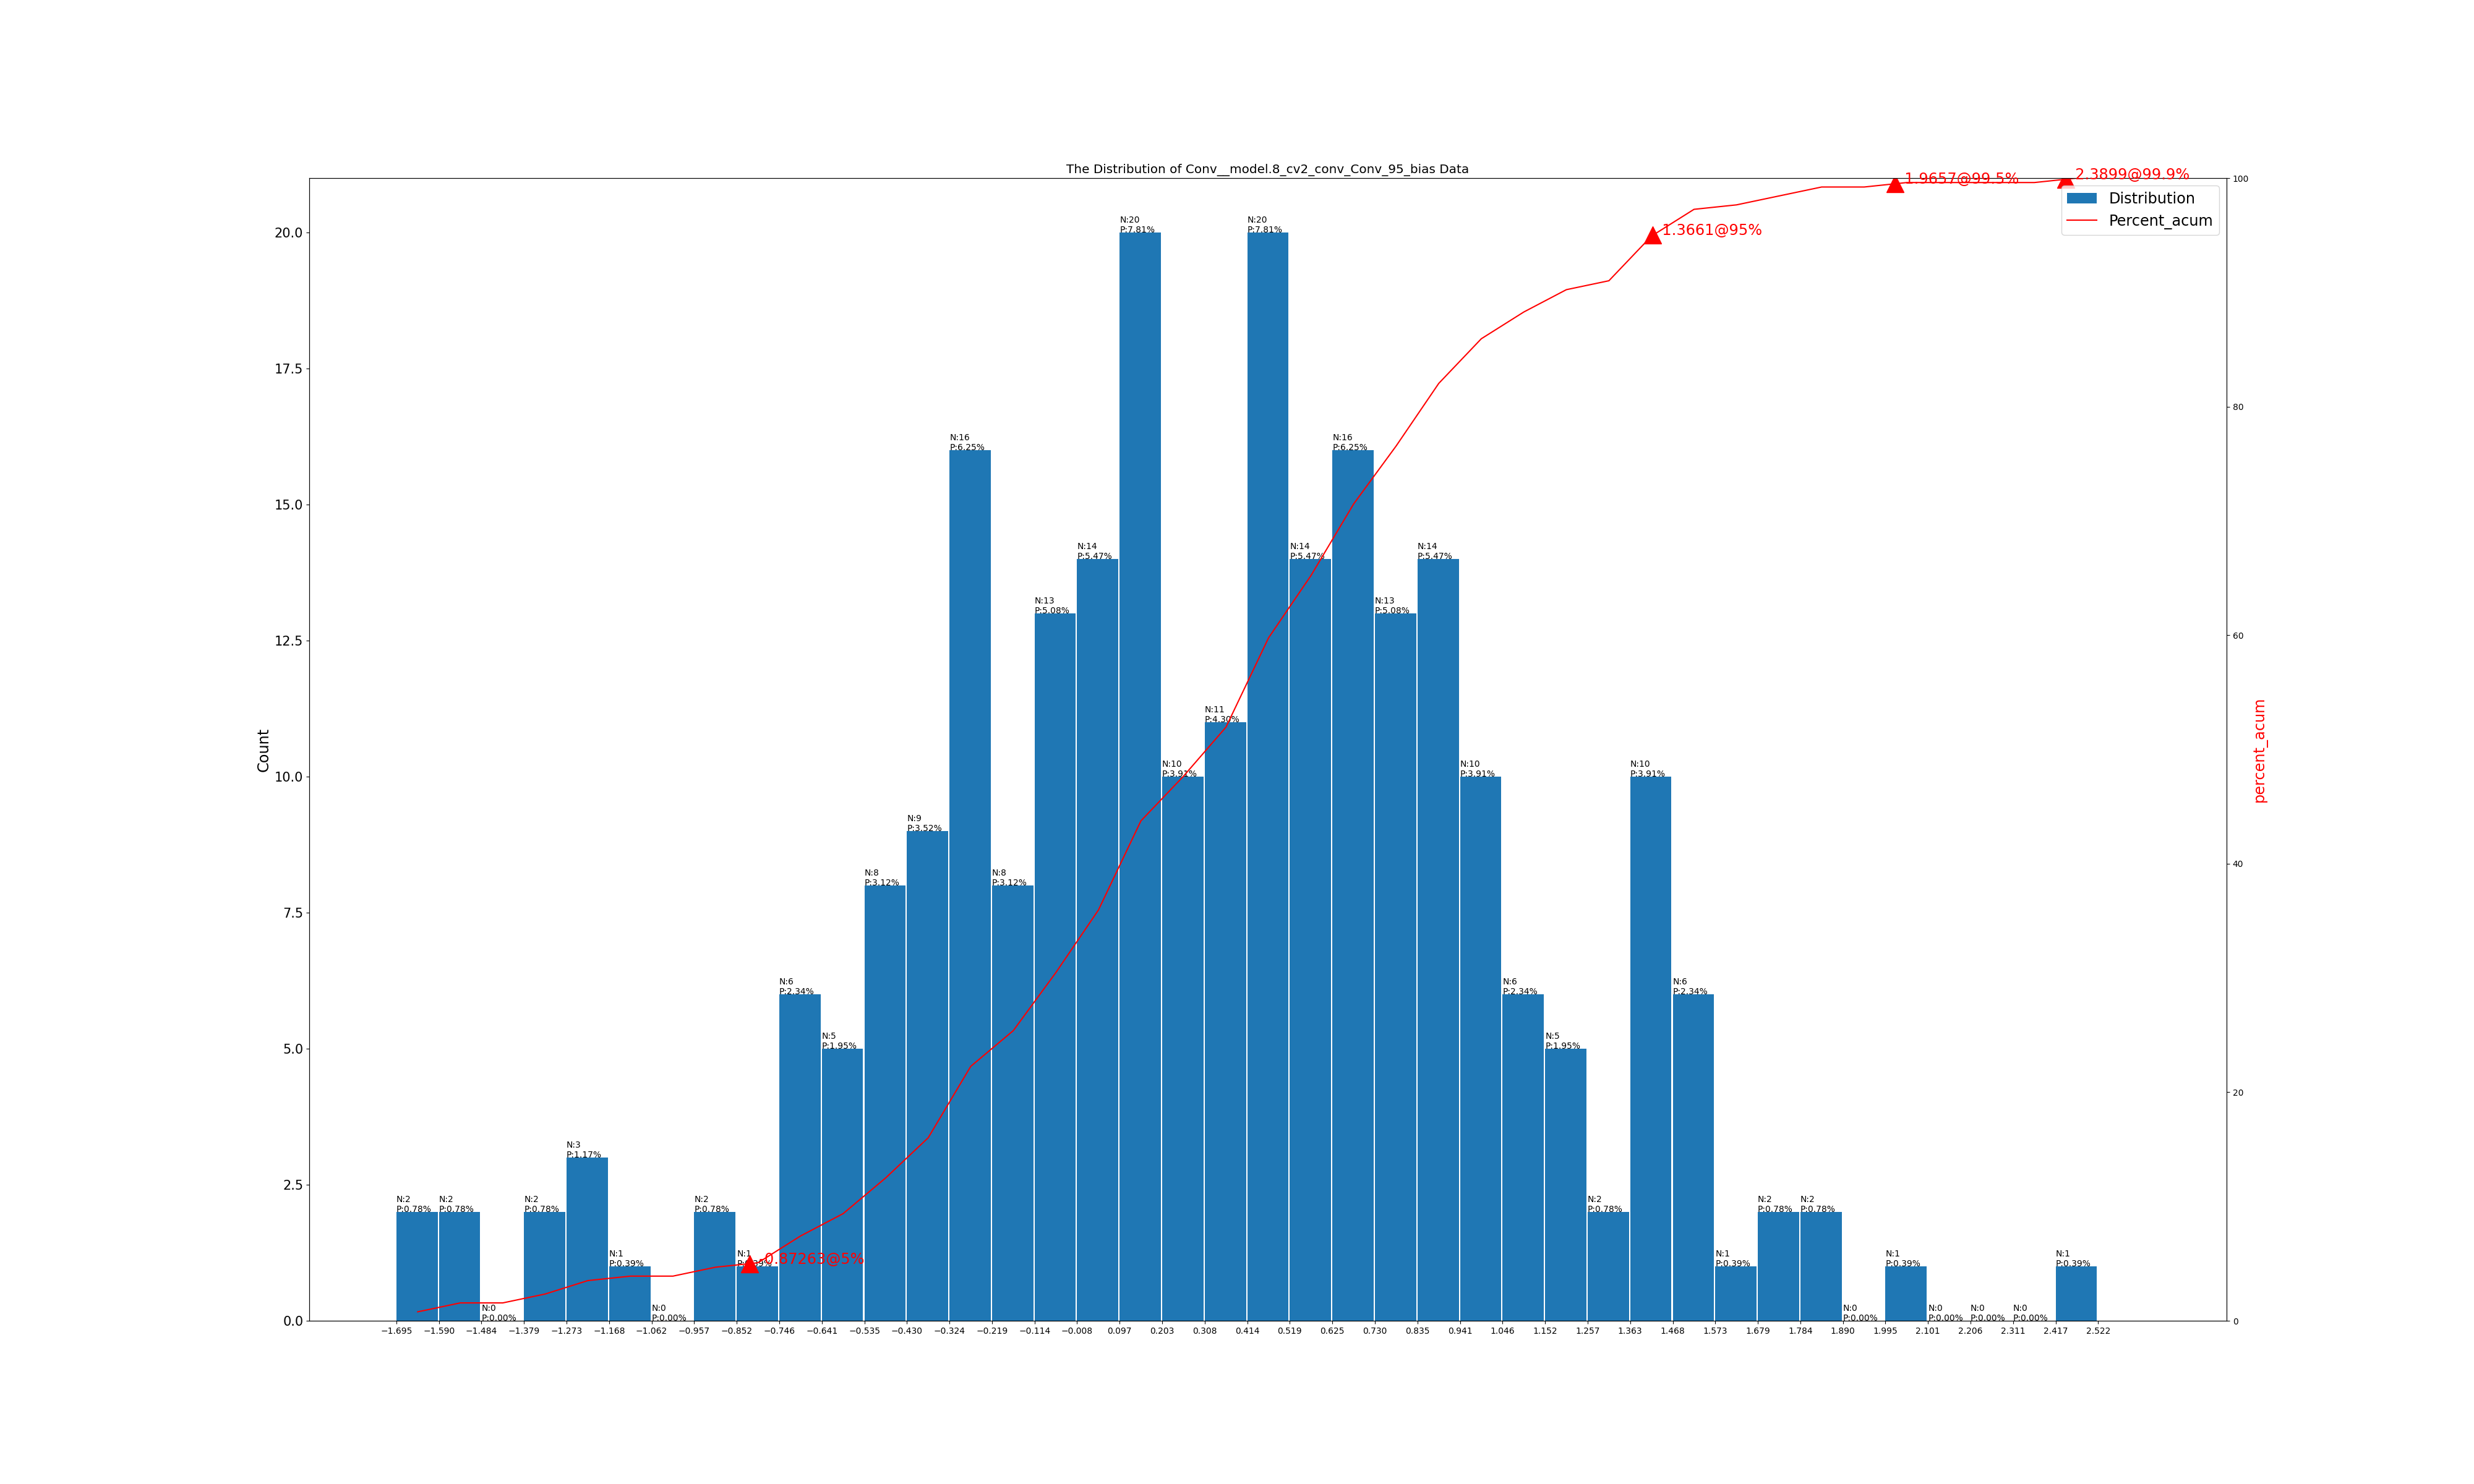 The Distribution of Conv__model.8_cv2_conv_Conv_95_bias Data
1.9657@99.5%
2.3899@99.9%
1.3661@95%
-0.87263@5%
Distribution
Percent_acum
Count
20.0
17.5
15.0
12.5
10.0
7.5
5.0
2.5
0.0
percent_acum
100
80
60
40
20
0
N:2
P:0.78%
N:2
P:0.78%
N:0
P:0.00%
N:2
P:0.78%
N:3
P:1.17%
N:1
P:0.39%
N:0
P:0.00%
N:2
P:0.78%
N:1
P:0.39%
N:6
P:2.34%
N:5
P:1.95%
N:8
P:3.12%
N:9
P:3.52%
N:16
P:6.25%
N:8
P:3.12%
N:13
P:5.08%
N:14
P:5.47%
N:20
P:7.81%
N:10
P:3.91%
N:11
P:4.30%
N:20
P:7.81%
N:14
P:5.47%
N:16
P:6.25%
N:13
P:5.08%
N:14
P:5.47%
N:10
P:3.91%
N:6
P:2.34%
N:5
P:1.95%
N:2
P:0.78%
N:10
P:3.91%
N:6
P:2.34%
N:1
P:0.39%
N:2
P:0.78%
N:2
P:0.78%
N:0
P:0.00%
N:1
P:0.39%
N:0
P:0.00%
N:0
P:0.00%
N:0
P:0.00%
N:1
P:0.39%
−1.695 −1.590 −1.484 −1.379 −1.273 −1.168 −1.062 −0.957 −0.852 −0.746 −0.641 −0.535 −0.430 −0.324 −0.219 −0.114 −0.008 0.097 0.203 0.308 0.414 0.519 0.625 0.730 0.835 0.941 1.046 1.152 1.257 1.363 1.468 1.573 1.679 1.784 1.890 1.995 2.101 2.206 2.311 2.417 2.522